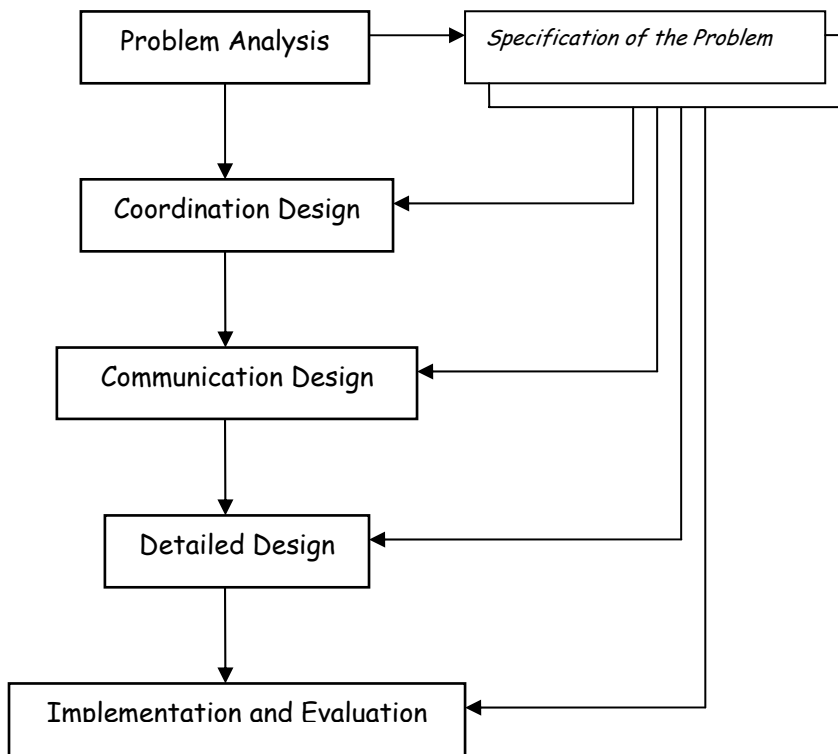 Problem Analysis
Specification of the Problem
Coordination Design
Communication Design
Detailed Design
Implementation and Evaluation